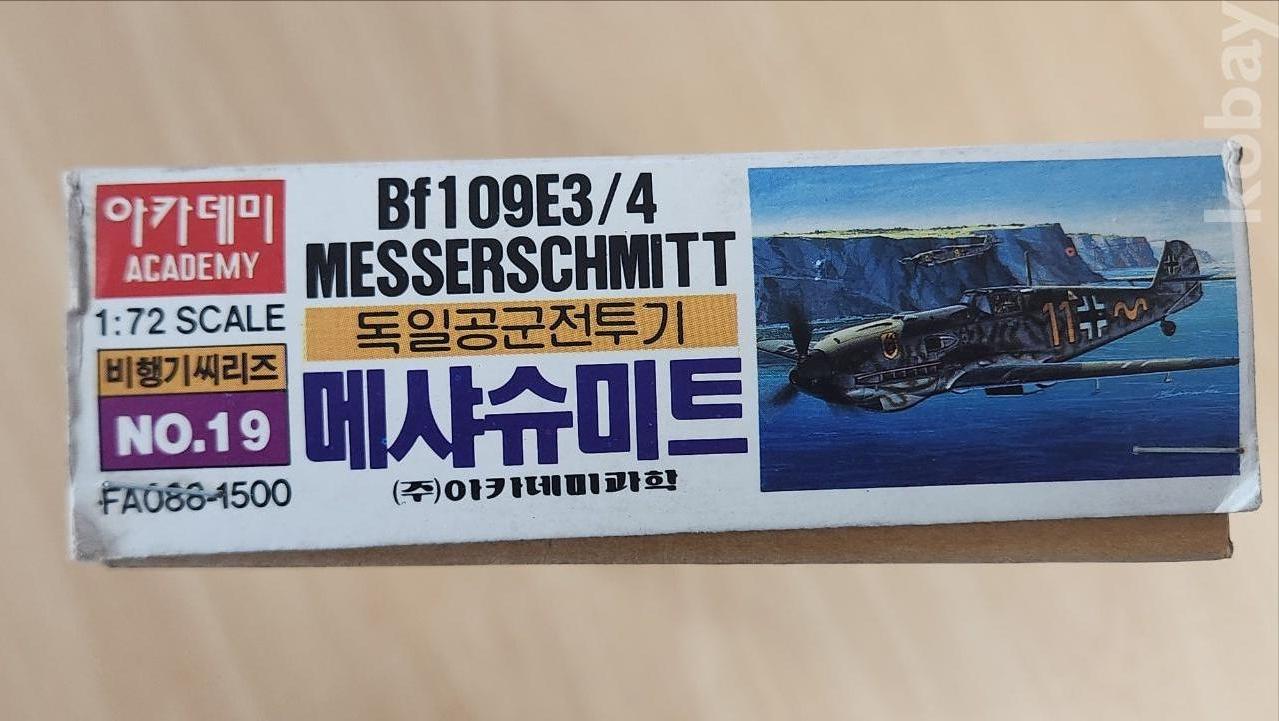 아카데미
ACADEMY
1:72 SCALE
비행기씨리즈
NO.19
FA088-1500
Bf109E3/4
MESSERSCHMITT
독일공군전투기
메샤슈미트
(주)아카데미과학
11
kobay